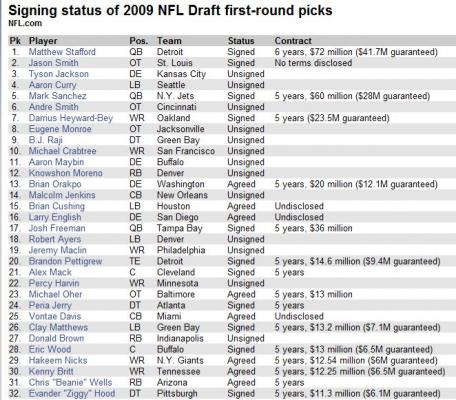 Signing status of 2009 NFL Draft first-round picks
NFL.com
Pk Player Pos. Team Status Contract
1. Matthew Stafford QB Detroit Signed 6 years, $72 million ($41.7M guaranteed)
2. Jason Smith OT St. Louis Signed No terms disclosed
3. Tyson Jackson DE Kansas City Unsigned
4. Aaron Curry LB Seattle Unsigned
5. Mark Sanchez QB N.Y. Jets Signed 5 years, $60 million ($28M guaranteed)
6. Andre Smith OT Cincinnati Unsigned
7. Darrius Heyward-Bey WR Oakland Signed 5 years ($23.5M guaranteed)
8. Eugene Monroe OT Jacksonville Unsigned
9. B.J. Raji DT Green Bay Unsigned
10. Michael Crabtree WR San Francisco Unsigned
11. Aaron Maybin DE Buffalo Unsigned
12. Knowshon Moreno RB Denver Unsigned
13. Brian Orakpo DE Washington Agreed 5 years, $20 million ($12.1M guaranteed)
14. Malcolm Jenkins CB New Orleans Unsigned
15. Brian Cushing LB Houston Agreed Undisclosed
16. Larry English DE San Diego Agreed Undisclosed
17. Josh Freeman QB Tampa Bay Signed 5 years, $36 million
18. Robert Ayers LB Denver Unsigned
19. Jeremy Maclin WR Philadelphia Unsigned
20. Brandon Pettigrew TE Detroit Signed 5 years, $14.6 million ($9.4M guaranteed)
21. Alex Mack C Cleveland Signed 5 years
22. Percy Harvin WR Minnesota Unsigned
23. Michael Oher OT Baltimore Agreed 5 years, $13 million
24. Peria Jerry DT Atlanta Signed 5 years
25. Vontae Davis CB Miami Agreed Undisclosed
26. Clay Matthews LB Green Bay Signed 5 years, $13.2 million ($7.1M guaranteed)
27. Donald Brown RB Indianapolis Unsigned
28. Eric Wood C Buffalo Signed 5 years, $13 million ($6.5M guaranteed)
29. Hakeem Nicks WR N.Y. Giants Agreed 5 years, $12.54 million ($6M guaranteed)
30. Kenny Britt WR Tennessee Agreed 5 years, $12.25 million ($6.5M guaranteed)
31. Chris "Beanie" Wells RB Arizona Agreed 5 years
32. Evander "Ziggy" Hood DT Pittsburgh Signed 5 years, $11.3 million ($6.1M guaranteed)